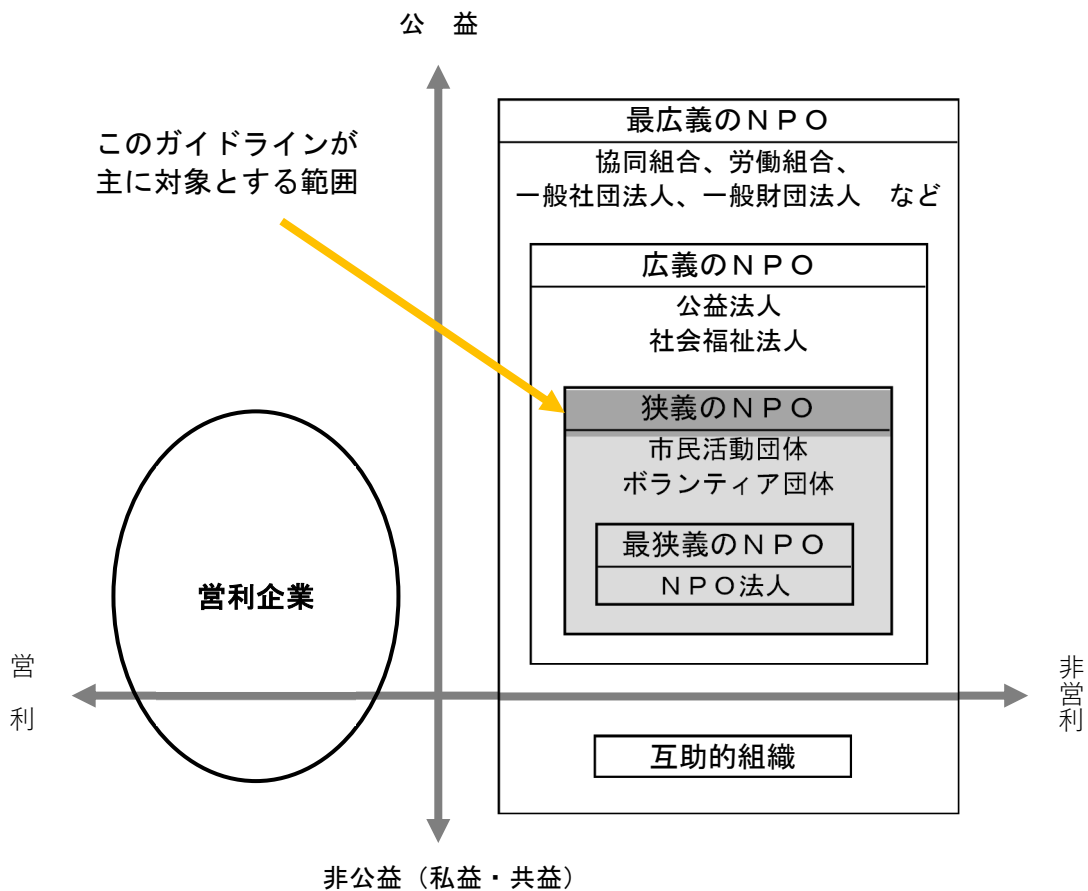 公　益
このガイドラインが
主に対象とする範囲
最広義のＮＰＯ
協同組合、労働組合、
一般社団法人、一般財団法人　など
広義のＮＰＯ
公益法人
社会福祉法人
狭義のＮＰＯ
市民活動団体
ボランティア団体
最狭義のＮＰＯ
ＮＰＯ法人
営利企業
営利
非営利
互助的組織
非公益（私益・共益）